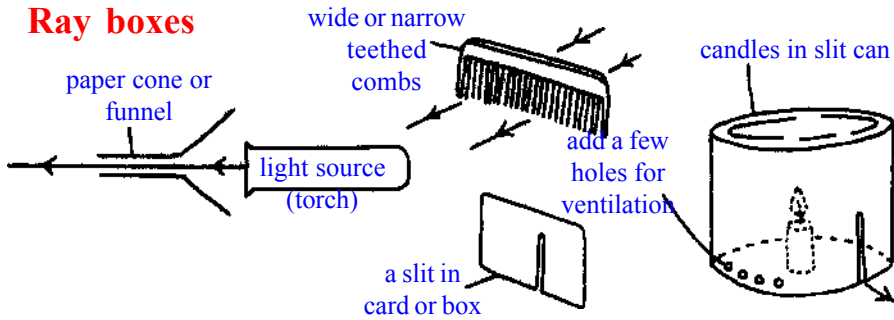 Ray boxes
wide or narrow
teethed
combs
candles in slit can
paper cone or
funnel
light source
(torch)
add a few
holes for
ventilation
a slit in
card or box